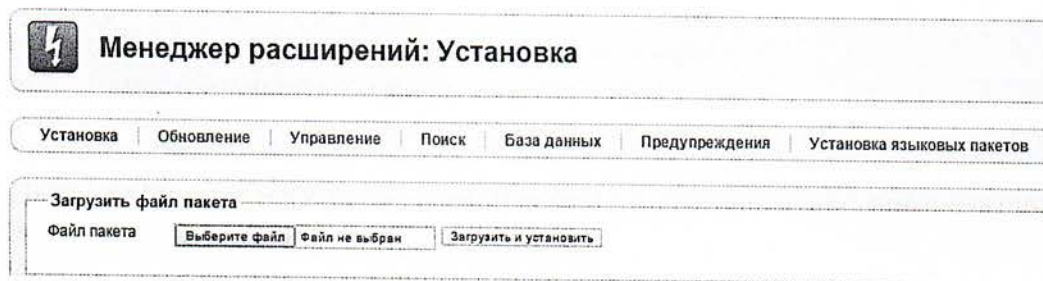 Менеджер расширений: Установка
Установка Обновление Управление Поиск База данных Предупреждения Установка языковых пакетов
Загрузить файл пакета
Файл пакета Выберите файл Файл не выбран Загрузить и установить